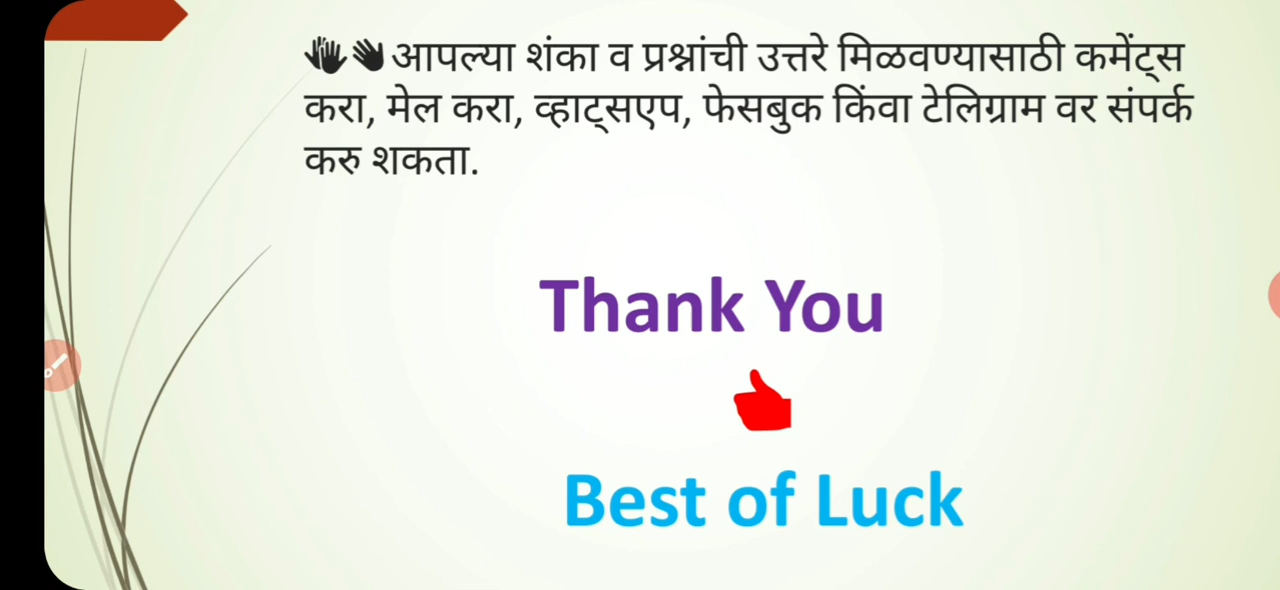 👋👋आपल्या शंका व प्रश्नांची उत्तरे मिळवण्यासाठी कमेंट्स
करा, मेल करा, व्हाट्सएप, फेसबुक किंवा टेलिग्राम वर संपर्क
करु शकता.
Thank You
Best of Luck